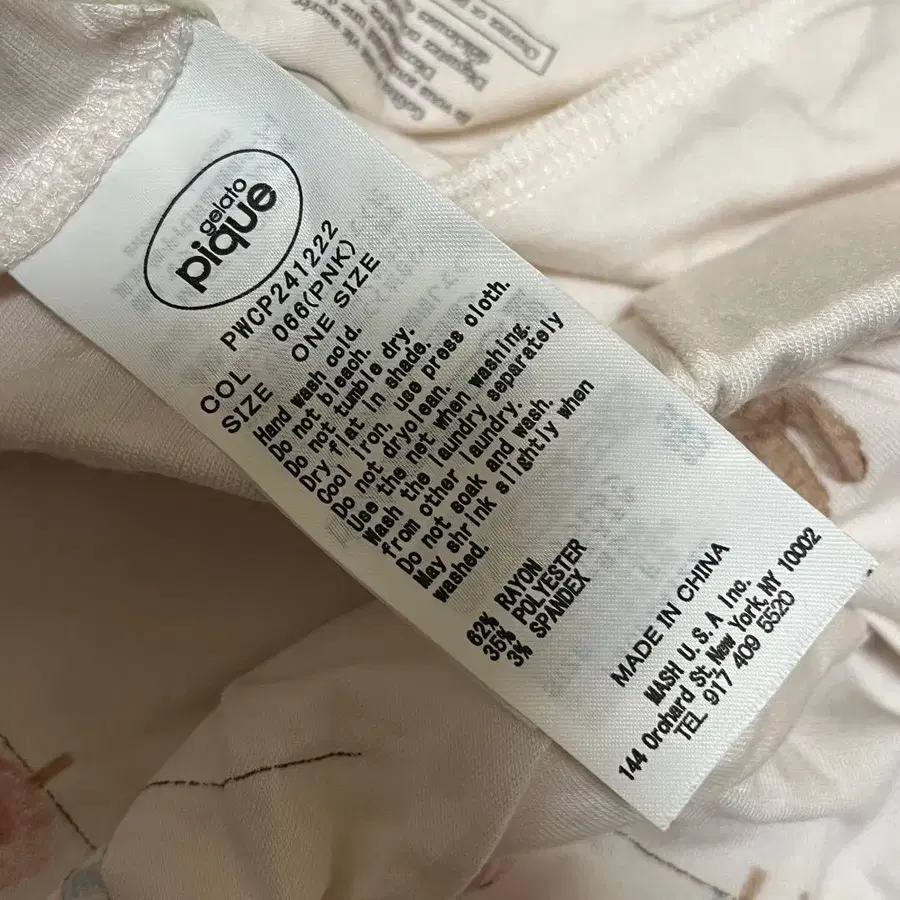 gelato
pique
PWCP241222
COL 066(PNK)
SIZE ONE SIZE
Hand wash cold.
Do not bleach.
Do not tumble dry.
Dry flat in shade.
Cool iron, use press cloth.
Do not dryclean.
Use the net when washing.
Wash the laundry separately
from other laundry.
Do not soak and wash.
May shrink slightly when
washed.
62% RAYON
35% POLYESTER
3% SPANDEX
MADE IN CHINA
MASH U.S.A Inc.
144 Orchard St, New York, NY 10002
TEL 917 409 5520